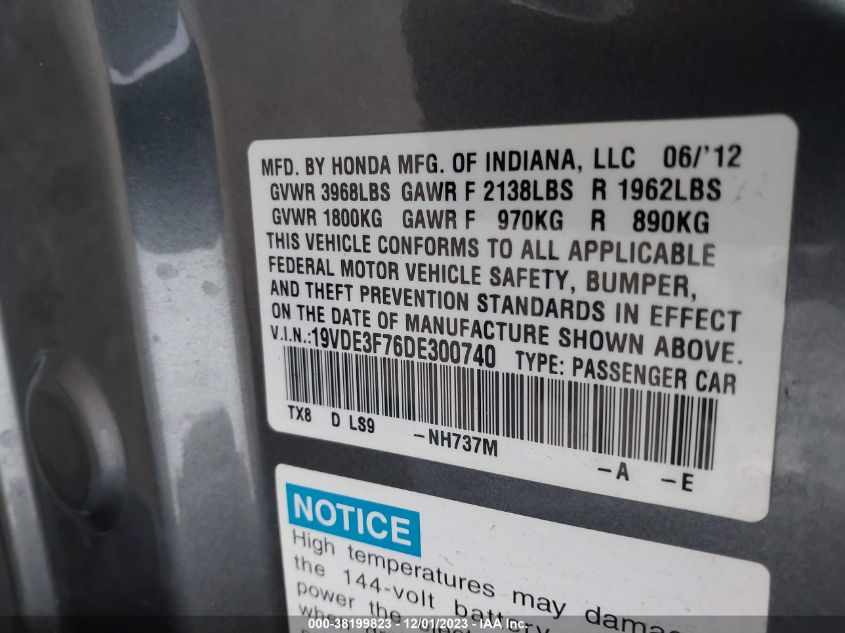 MFD. BY HONDA MFG. OF INDIANA, LLC 06/'12
GVWR 3968LBS GAWR F 2138LBS R 1962LBS
GVWR 1800KG GAWR F 970KG R 890KG
THIS VEHICLE CONFORMS TO ALL APPLICABLE
FEDERAL MOTOR VEHICLE SAFETY, BUMPER,
AND THEFT PREVENTION STANDARDS IN EFFECT
ON THE DATE OF MANUFACTURE SHOWN ABOVE.
V.I.N.:19VDE3F76DE300740 TYPE: PASSENGER CAR
TX8 D LS9 -NH737M -A -E
NOTICE
High temperatures may damag
the 144-volt battery
power the
000-38199823 - 12/01/2023 - IAA Inc.